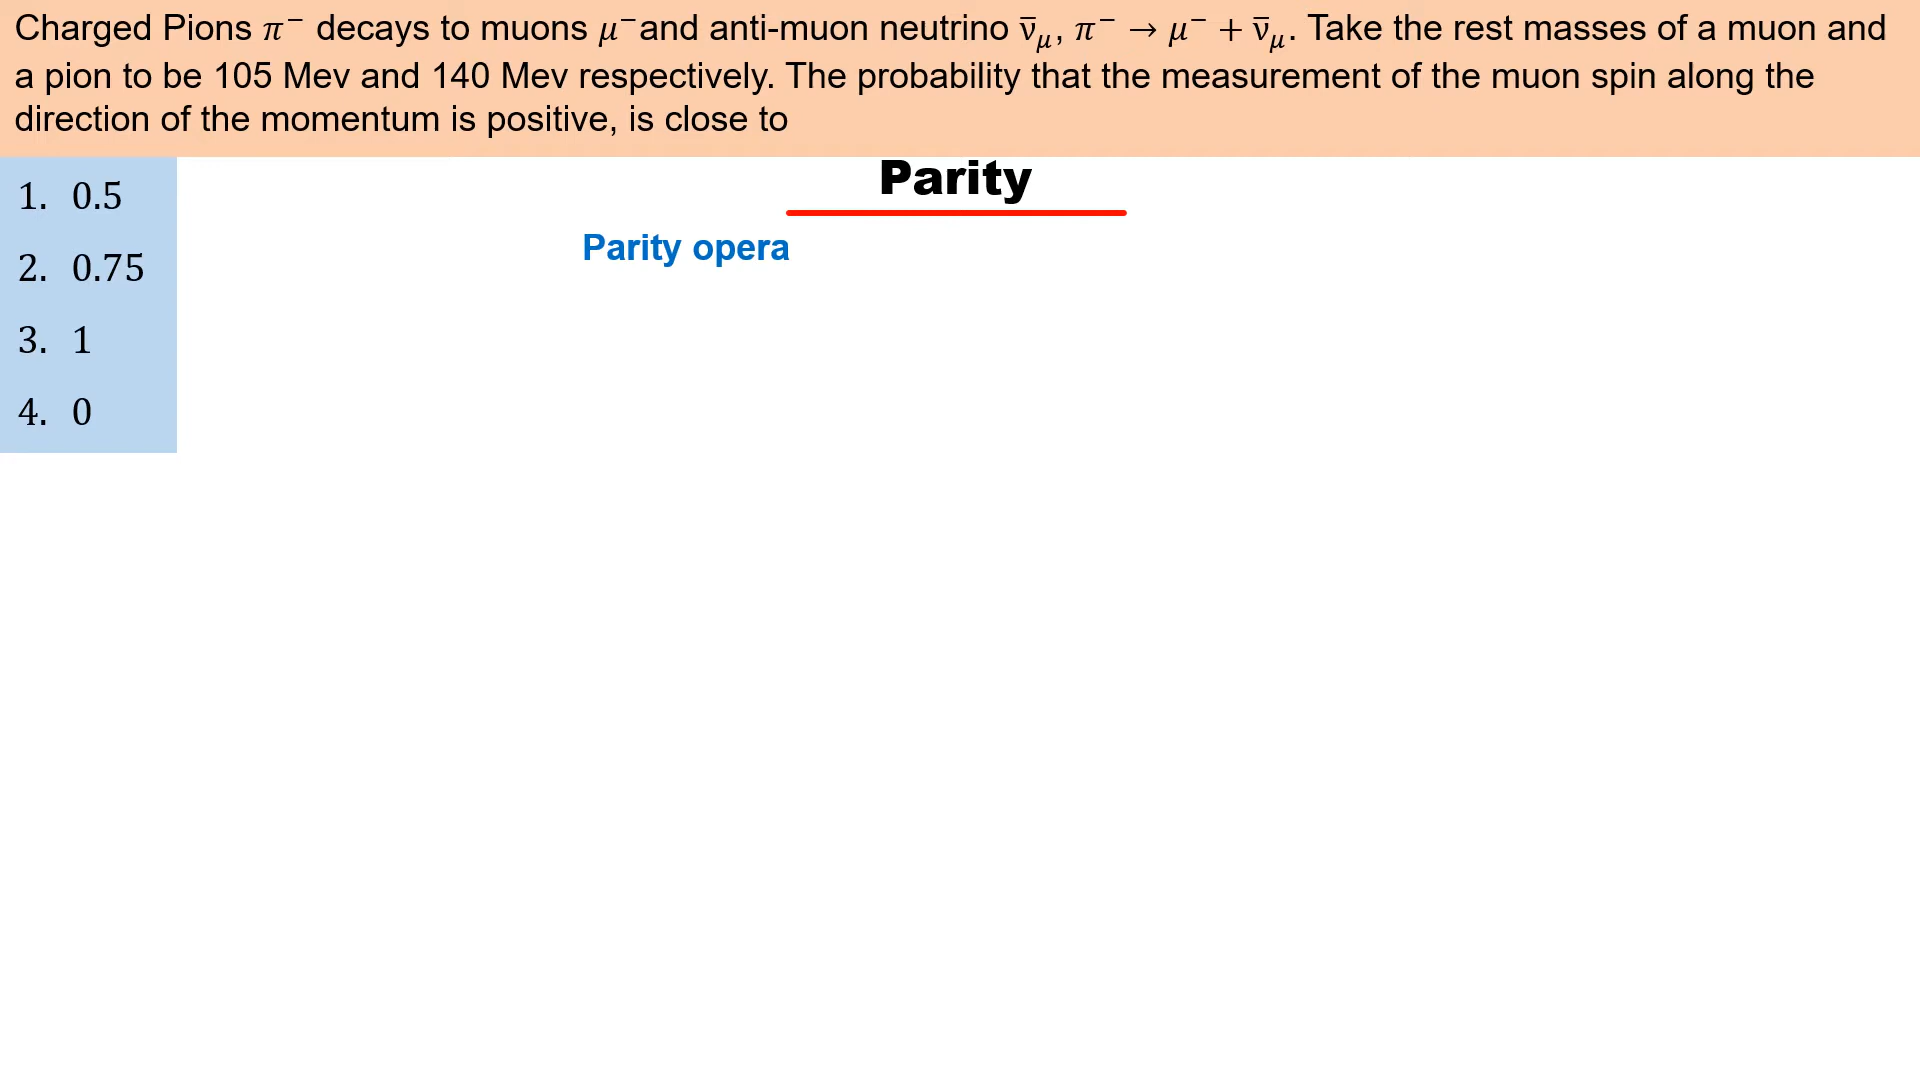 Charged Pions π⁻ decays to muons μ⁻and anti-muon neutrino ν̄_μ, π⁻ → μ⁻ + ν̄_μ. Take the rest masses of a muon and
a pion to be 105 Mev and 140 Mev respectively. The probability that the measurement of the muon spin along the
direction of the momentum is positive, is close to
Parity
1. 0.5
Parity opera
2. 0.75
3. 1
4. 0